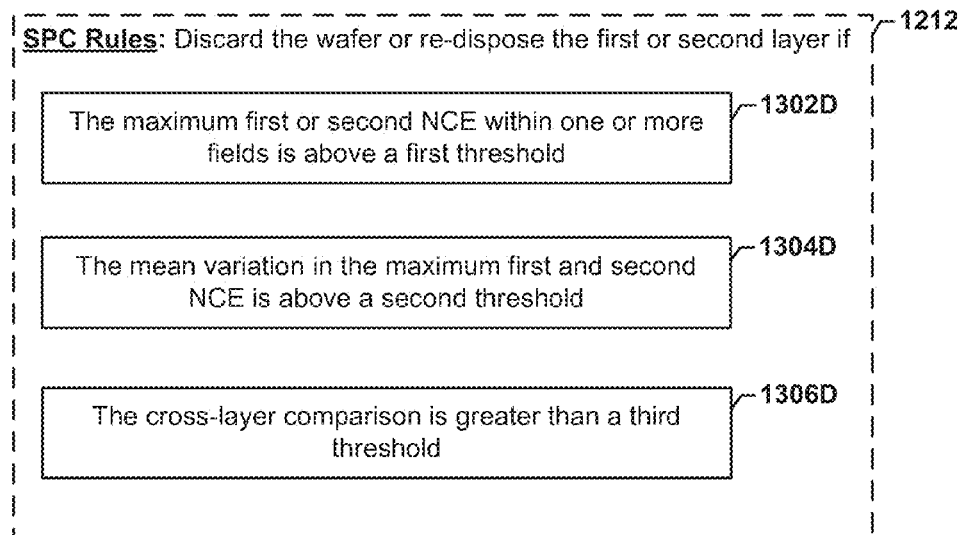 1212
SPC Rules: Discard the wafer or re-dispose the first or second layer if
1302D
The maximum first or second NCE within one or more
fields is above a first threshold
1304D
The mean variation in the maximum first and second
NCE is above a second threshold
1306D
The cross-layer comparison is greater than a third
threshold